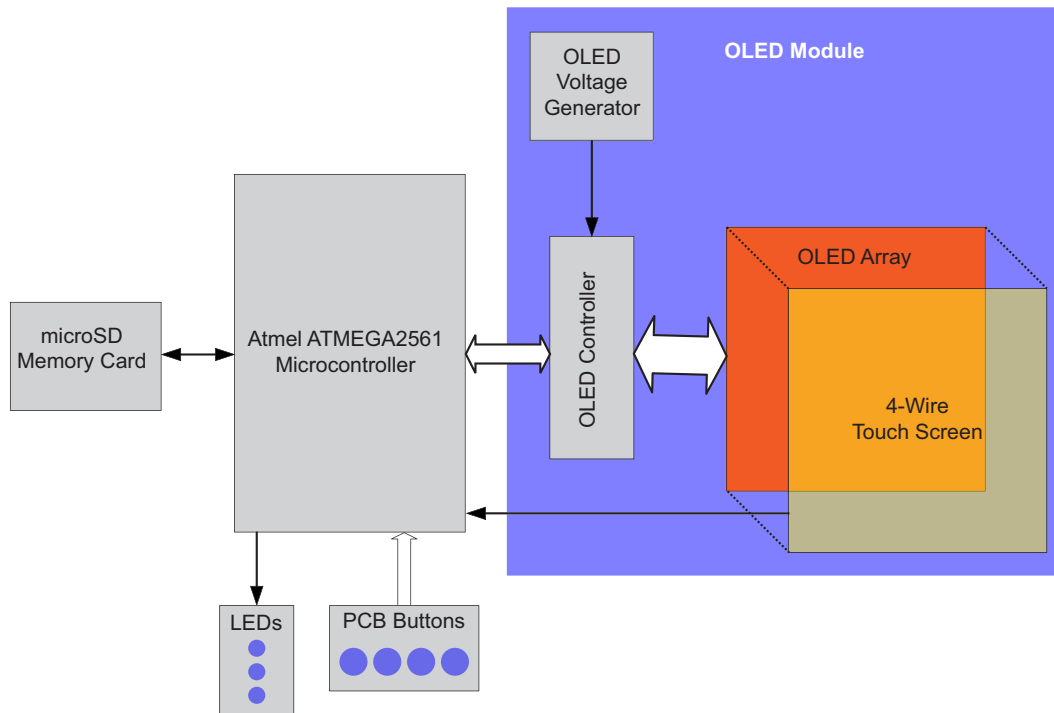 OLED Module
OLED
Voltage
Generator
OLED Array
microSD
Memory Card
Atmel ATMEGA2561
Microcontroller
OLED Controller
4-Wire
Touch Screen
LEDs
PCB Buttons